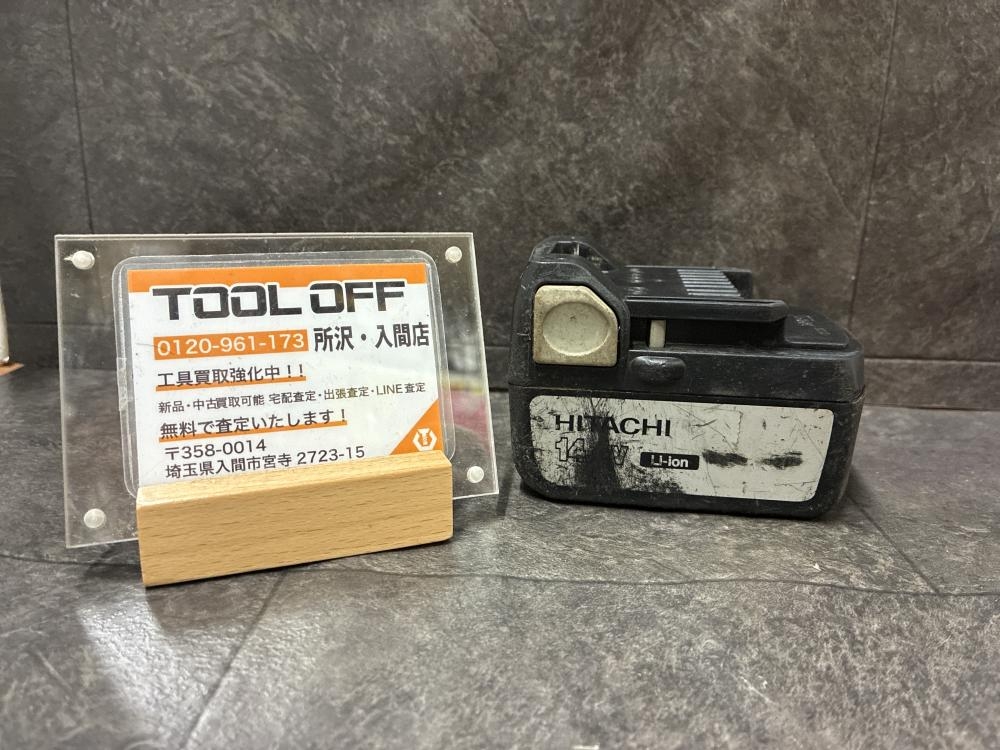 TOOL OFF
0120-961-173 所沢・入間店
工具買取強化中！！
新品・中古買取可能 宅配査定・出張査定・LINE査定
無料で査定いたします！
〒358-0014
埼玉県入間市宮寺 2723-15
HITACHI
Li-ion